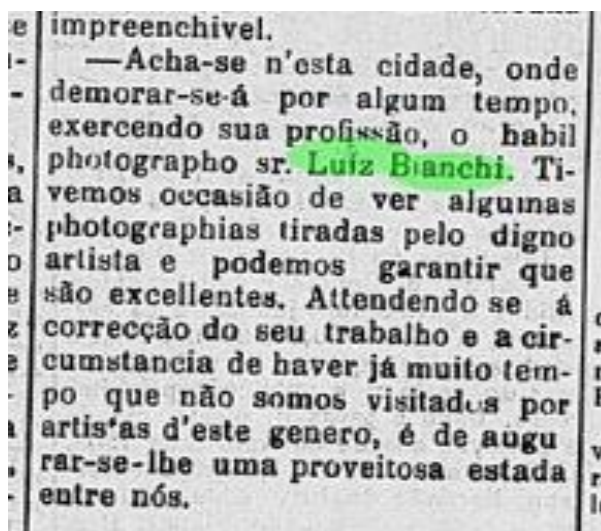 impreenchivel.
—Acha-se n'esta cidade, onde
demorar-se-á por algum tempo,
exercendo sua profissão, o habil
photographo sr. Luiz Bianchi. Ti-
vemos occasião de ver algumas
photographias tiradas pelo digno
artista e podemos garantir que
são excellentes. Attendendo se á
correcção do seu trabalho e a cir-
cumstancia de haver já muito tem-
po que não somos visitados por
artis'as d'este genero, é de augu
rar-se-lhe uma proveitosa estada
entre nós.